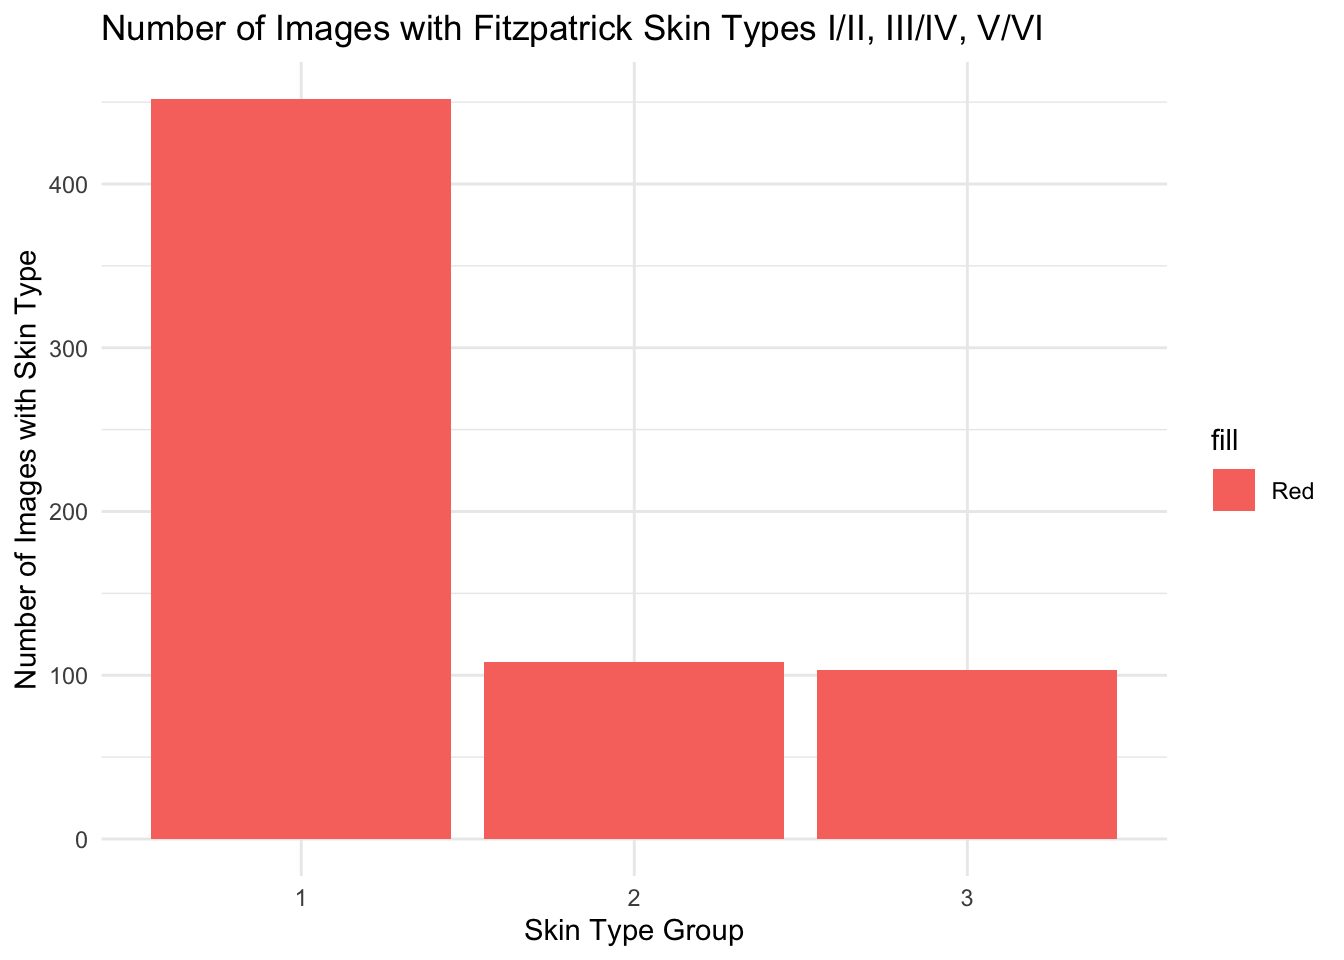 Number of Images with Fitzpatrick Skin Types I/II, III/IV, V/VI
Number of Images with Skin Type
400
300
200
100
0
1
2
3
Skin Type Group
fill
Red